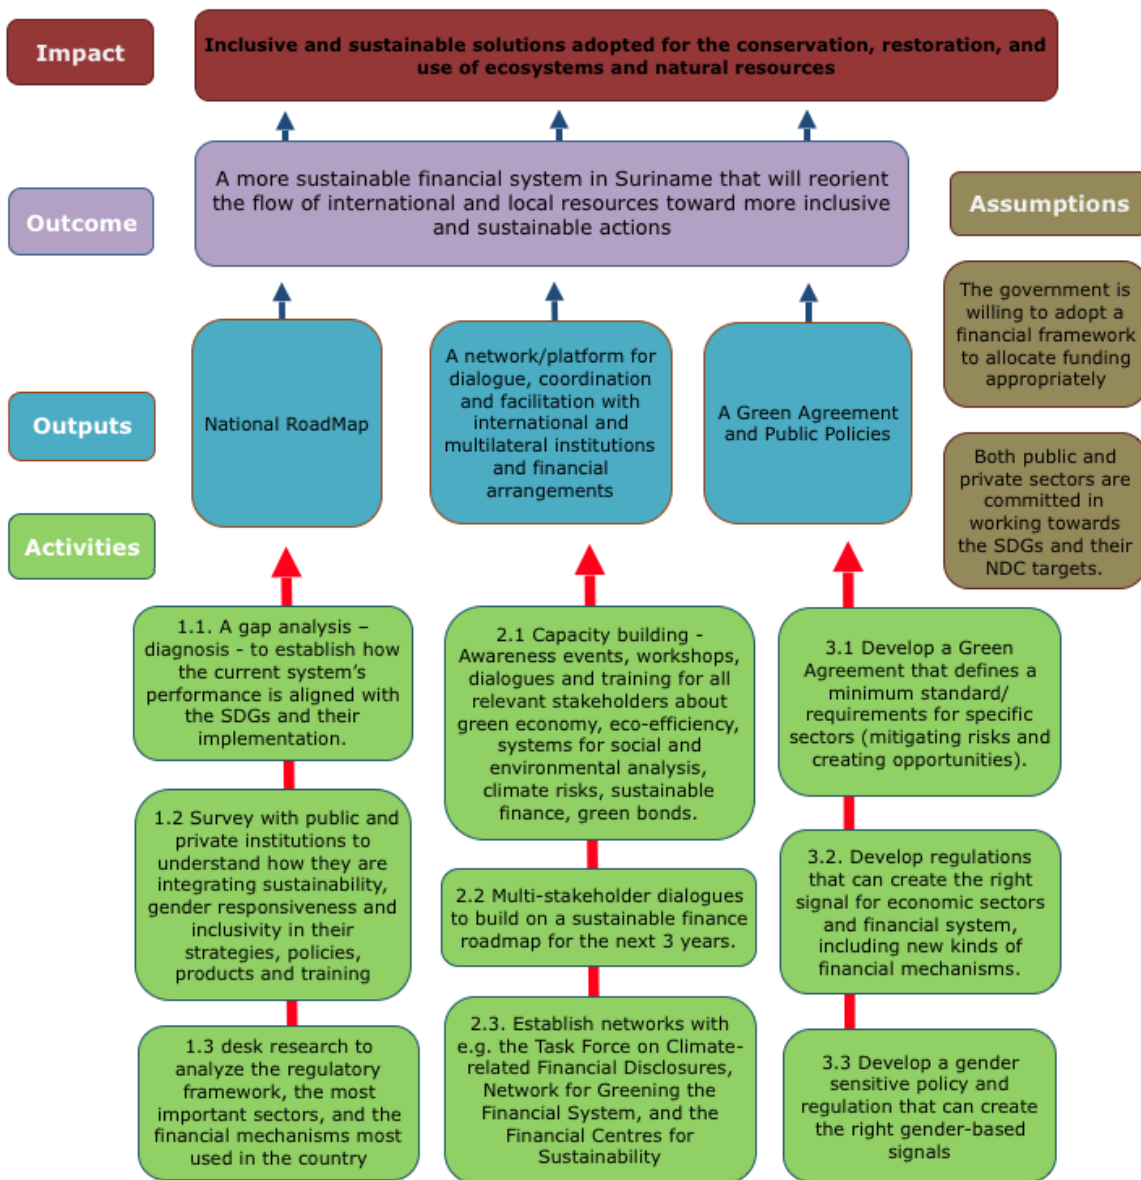 Impact
Inclusive and sustainable solutions adopted for the conservation, restoration, and
use of ecosystems and natural resources
Outcome
A more sustainable financial system in Suriname that will reorient
the flow of international and local resources toward more inclusive
and sustainable actions
Assumptions
The government is
willing to adopt a
financial framework
to allocate funding
appropriately
Both public and
private sectors are
committed in
working towards
the SDGs and their
NDC targets.
Outputs
National RoadMap
A network/platform for
dialogue, coordination
and facilitation with
international and
multilateral institutions
and financial
arrangements
A Green Agreement
and Public Policies
Activities
1.1. A gap analysis –
diagnosis - to establish how
the current system’s
performance is aligned with
the SDGs and their
implementation.
1.2 Survey with public and
private institutions to
understand how they are
integrating sustainability,
gender responsiveness and
inclusivity in their
strategies, policies,
products and training
1.3 desk research to
analyze the regulatory
framework, the most
important sectors, and the
financial mechanisms most
used in the country
2.1 Capacity building -
Awareness events, workshops,
dialogues and training for all
relevant stakeholders about
green economy, eco-efficiency,
systems for social and
environmental analysis,
climate risks, sustainable
finance, green bonds.
2.2 Multi-stakeholder dialogues
to build on a sustainable finance
roadmap for the next 3 years.
2.3. Establish networks with
e.g. the Task Force on Climate-
related Financial Disclosures,
Network for Greening the
Financial System, and the
Financial Centres for
Sustainability
3.1 Develop a Green
Agreement that defines a
minimum standard/
requirements for specific
sectors (mitigating risks and
creating opportunities).
3.2. Develop regulations
that can create the right
signal for economic sectors
and financial system,
including new kinds of
financial mechanisms.
3.3 Develop a gender
sensitive policy and
regulation that can create
the right gender-based
signals